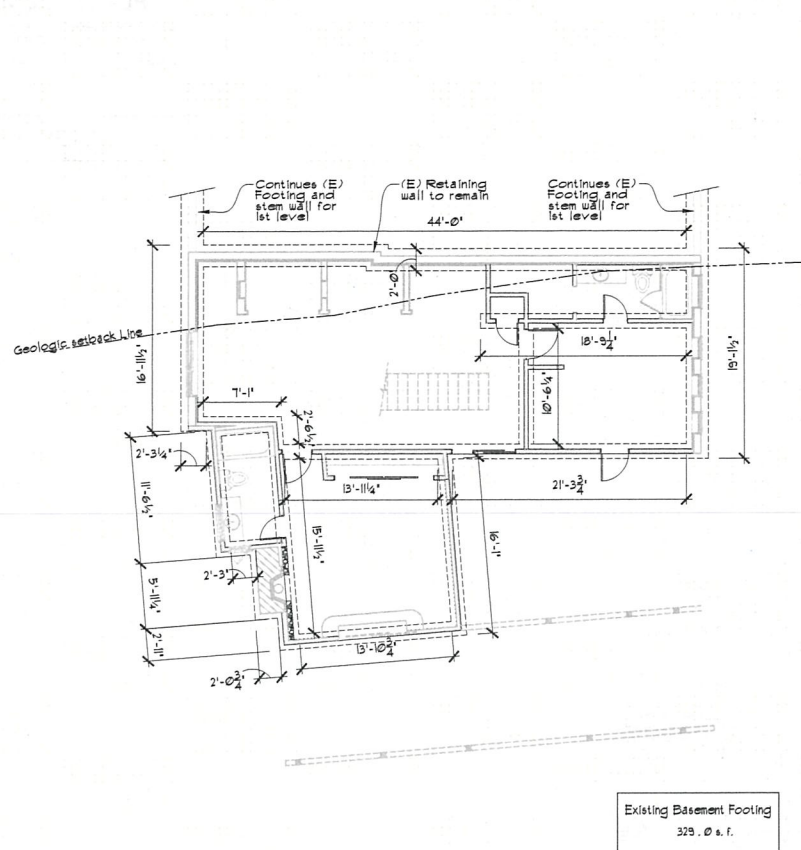 Continues (E)
Footing and
stem wall for
1st level
(E) Retaining
wall to remain
Continues (E)
Footing and
stem wall for
1st level
44'-0"
2'-0"
Geologic setback Line
16'-11½"
19'-11½"
7'-1"
2'-6½"
18'-9¼"
10'-9¼"
2'-3¼"
11'-6½"
13'-11¼"
21'-3¾"
15'-11½"
16'-1"
2'-3"
5'-11¼"
2'-11"
13'-10¾"
2'-0¾"
Existing Basement Footing
329.0 s. f.